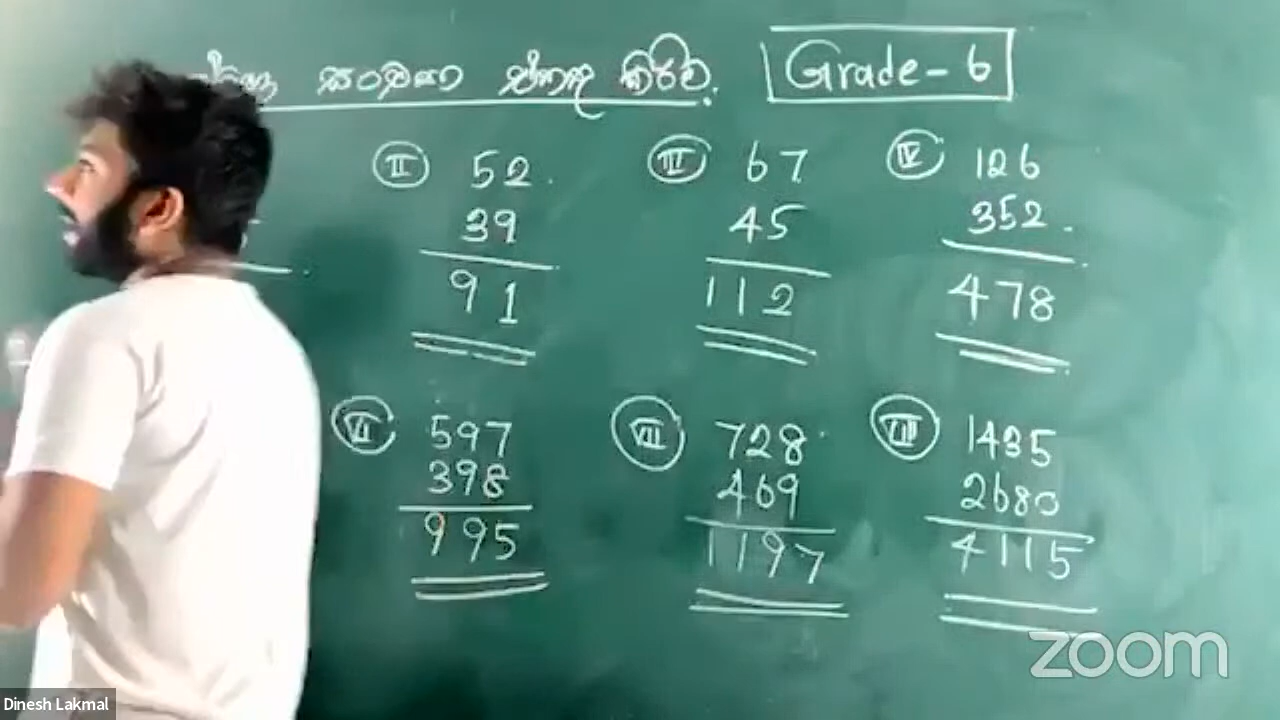 සංඛ්‍යා එකතු කිරීම. Grade - 6
II 52 III 67 IV 126
39 45 352
91 112 478
VI 597 VII 728 VIII 1435
398 469 2680
995 1197 4115
zoom
Dinesh Lakmal